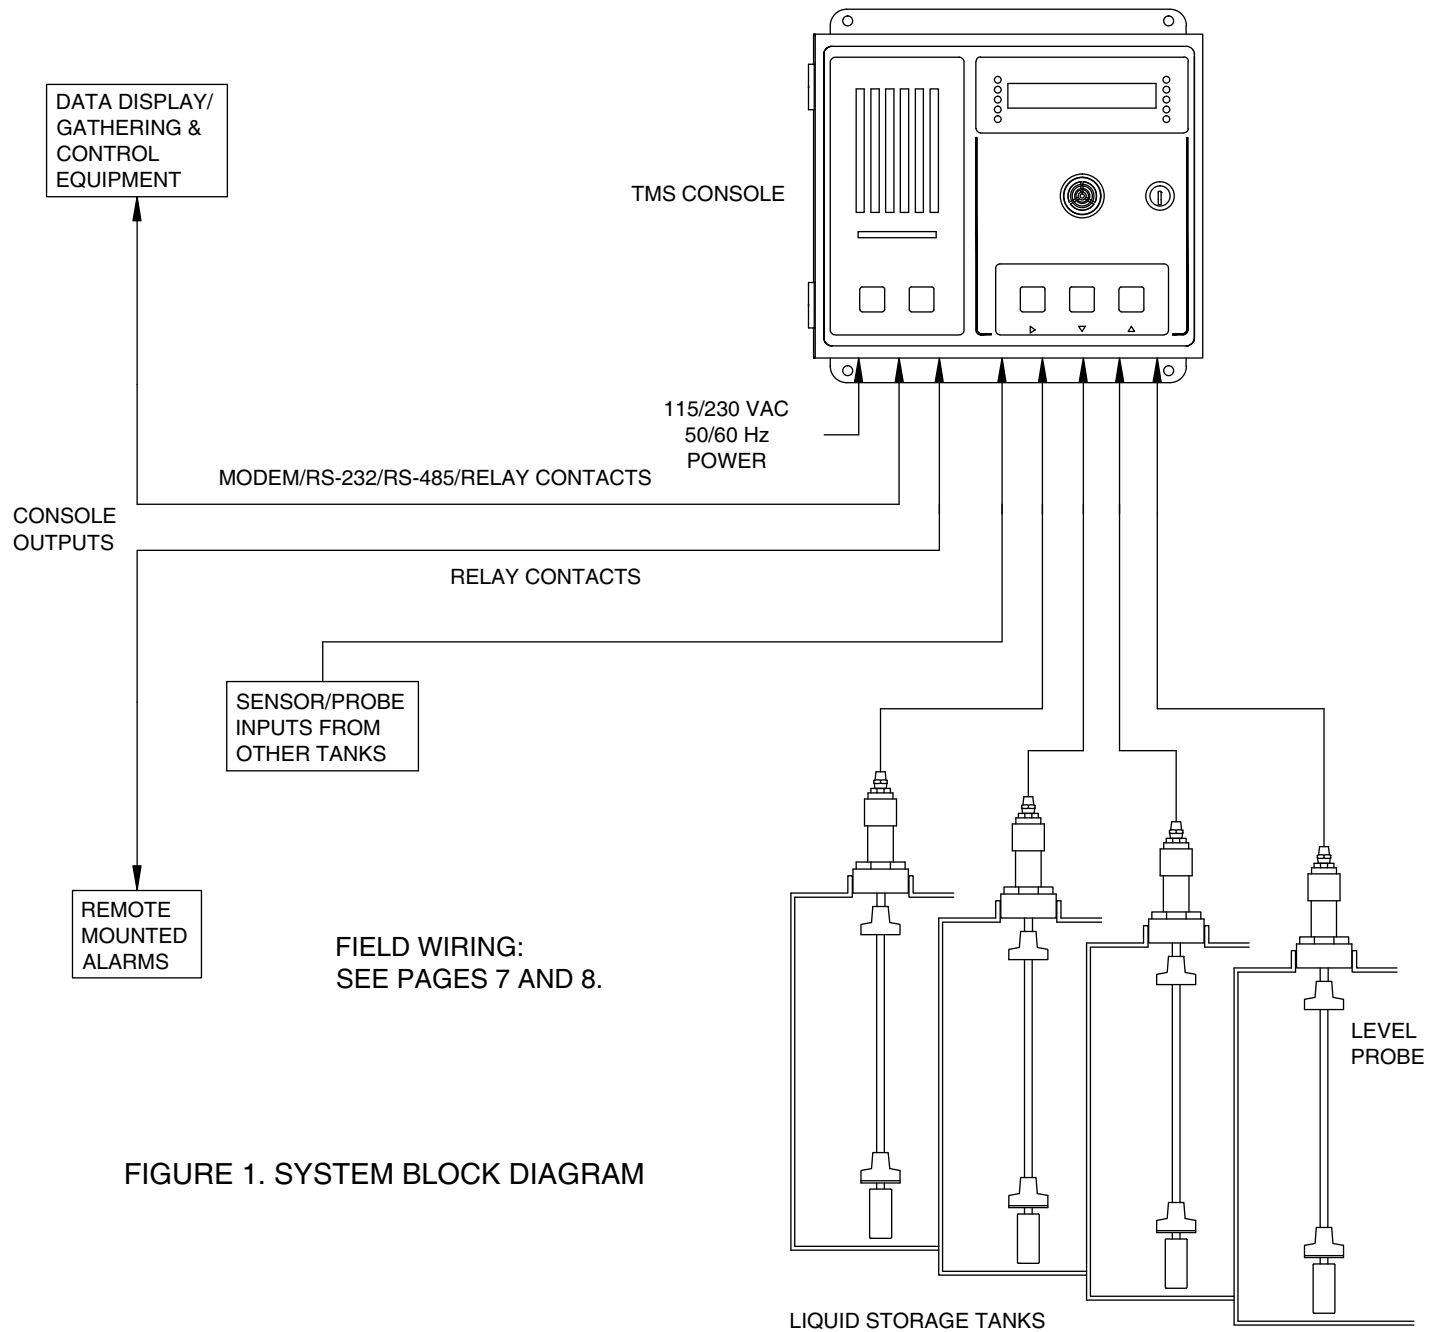 DATA DISPLAY/
GATHERING &
CONTROL
EQUIPMENT
TMS CONSOLE
115/230 VAC
50/60 Hz
POWER
MODEM/RS-232/RS-485/RELAY CONTACTS
CONSOLE
OUTPUTS
RELAY CONTACTS
SENSOR/PROBE
INPUTS FROM
OTHER TANKS
REMOTE
MOUNTED
ALARMS
FIELD WIRING:
SEE PAGES 7 AND 8.
LEVEL
PROBE
FIGURE 1. SYSTEM BLOCK DIAGRAM
LIQUID STORAGE TANKS